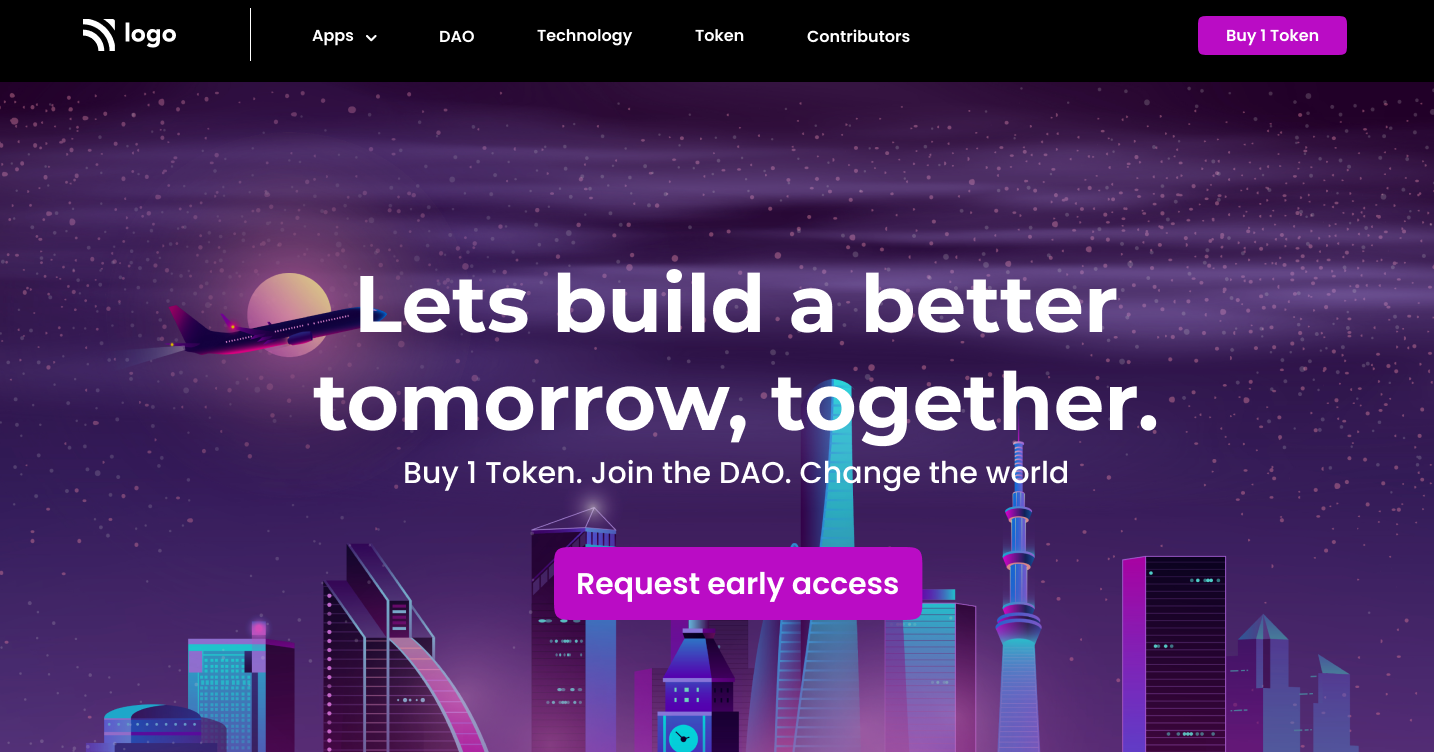 logo
Apps
DAO
Technology
Token
Contributors
Buy 1 Token
Lets build a better
tomorrow, together.
Buy 1 Token. Join the DAO. Change the world
Request early access